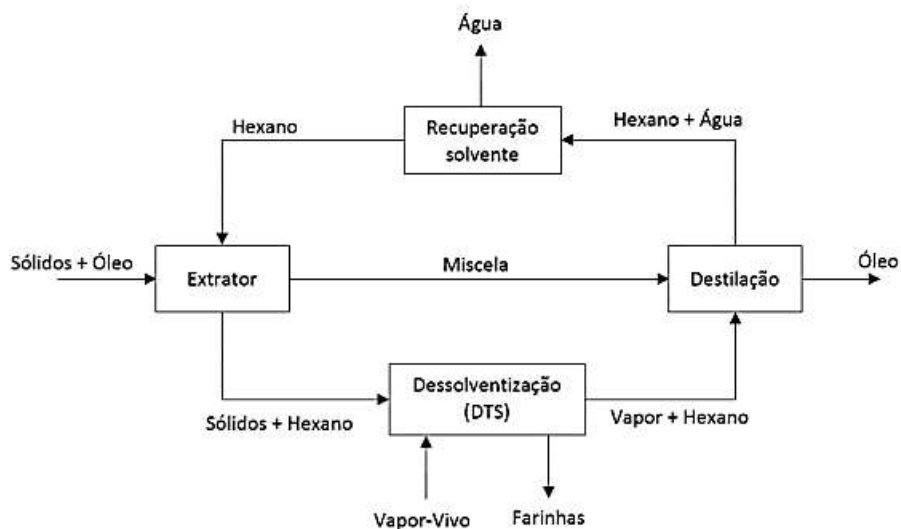 Água
Hexano
Recuperação
solvente
Hexano + Água
Sólidos + Óleo
Extrator
Miscela
Destilação
Óleo
Dessolventização
(DTS)
Sólidos + Hexano
Vapor + Hexano
Vapor-Vivo
Farinhas